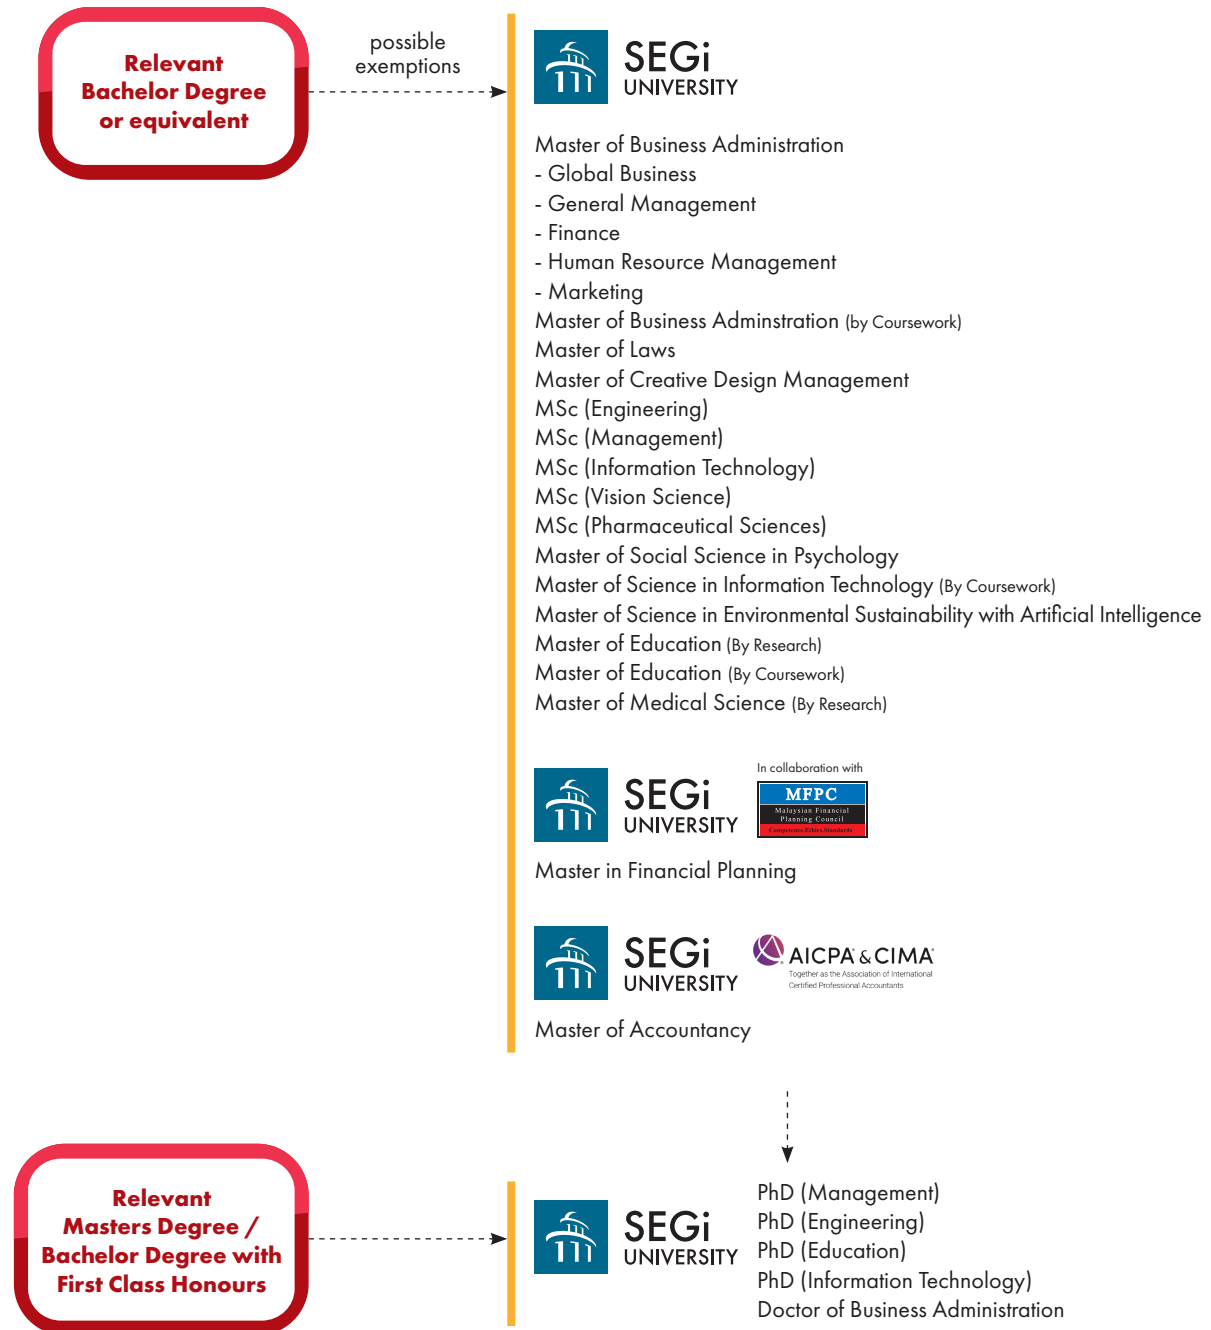 Relevant
Bachelor Degree
or equivalent
possible
exemptions
SEGi
UNIVERSITY
Master of Business Administration
- Global Business
- General Management
- Finance
- Human Resource Management
- Marketing
Master of Business Adminstration (by Coursework)
Master of Laws
Master of Creative Design Management
MSc (Engineering)
MSc (Management)
MSc (Information Technology)
MSc (Vision Science)
MSc (Pharmaceutical Sciences)
Master of Social Science in Psychology
Master of Science in Information Technology (By Coursework)
Master of Science in Environmental Sustainability with Artificial Intelligence
Master of Education (By Research)
Master of Education (By Coursework)
Master of Medical Science (By Research)
SEGi
UNIVERSITY
In collaboration with
MFPC
Malaysian Financial
Planning Council
Competence.Ethics.Standards
Master in Financial Planning
SEGi
UNIVERSITY
AICPA & CIMA
Together as the Association of International
Certified Professional Accountants
Master of Accountancy
Relevant
Masters Degree /
Bachelor Degree with
First Class Honours
SEGi
UNIVERSITY
PhD (Management)
PhD (Engineering)
PhD (Education)
PhD (Information Technology)
Doctor of Business Administration